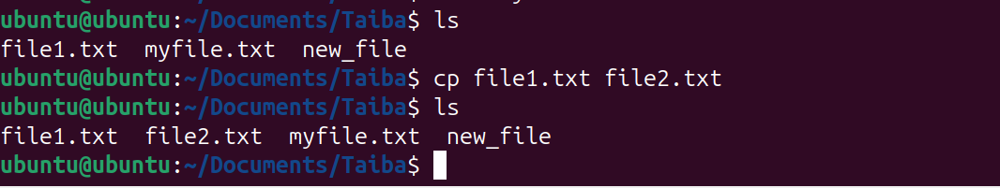 ubuntu@ubuntu:~/Documents/Taiba$ ls
file1.txt  myfile.txt  new_file
ubuntu@ubuntu:~/Documents/Taiba$ cp file1.txt file2.txt
ubuntu@ubuntu:~/Documents/Taiba$ ls
file1.txt  file2.txt  myfile.txt  new_file
ubuntu@ubuntu:~/Documents/Taiba$